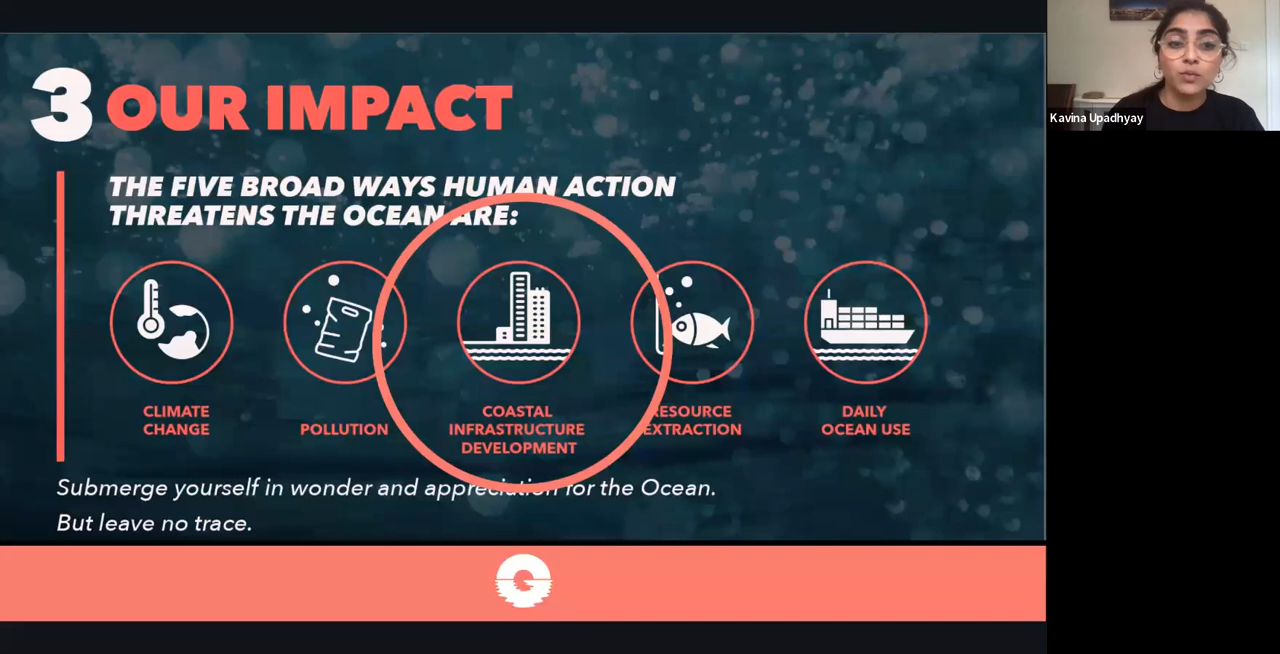 3 OUR IMPACT
THE FIVE BROAD WAYS HUMAN ACTION
THREATENS THE OCEAN ARE:
CLIMATE
CHANGE
POLLUTION
COASTAL
INFRASTRUCTURE
DEVELOPMENT
RESOURCE
EXTRACTION
DAILY
OCEAN USE
Submerge yourself in wonder and appreciation for the Ocean.
But leave no trace.
Kavina Upadhyay